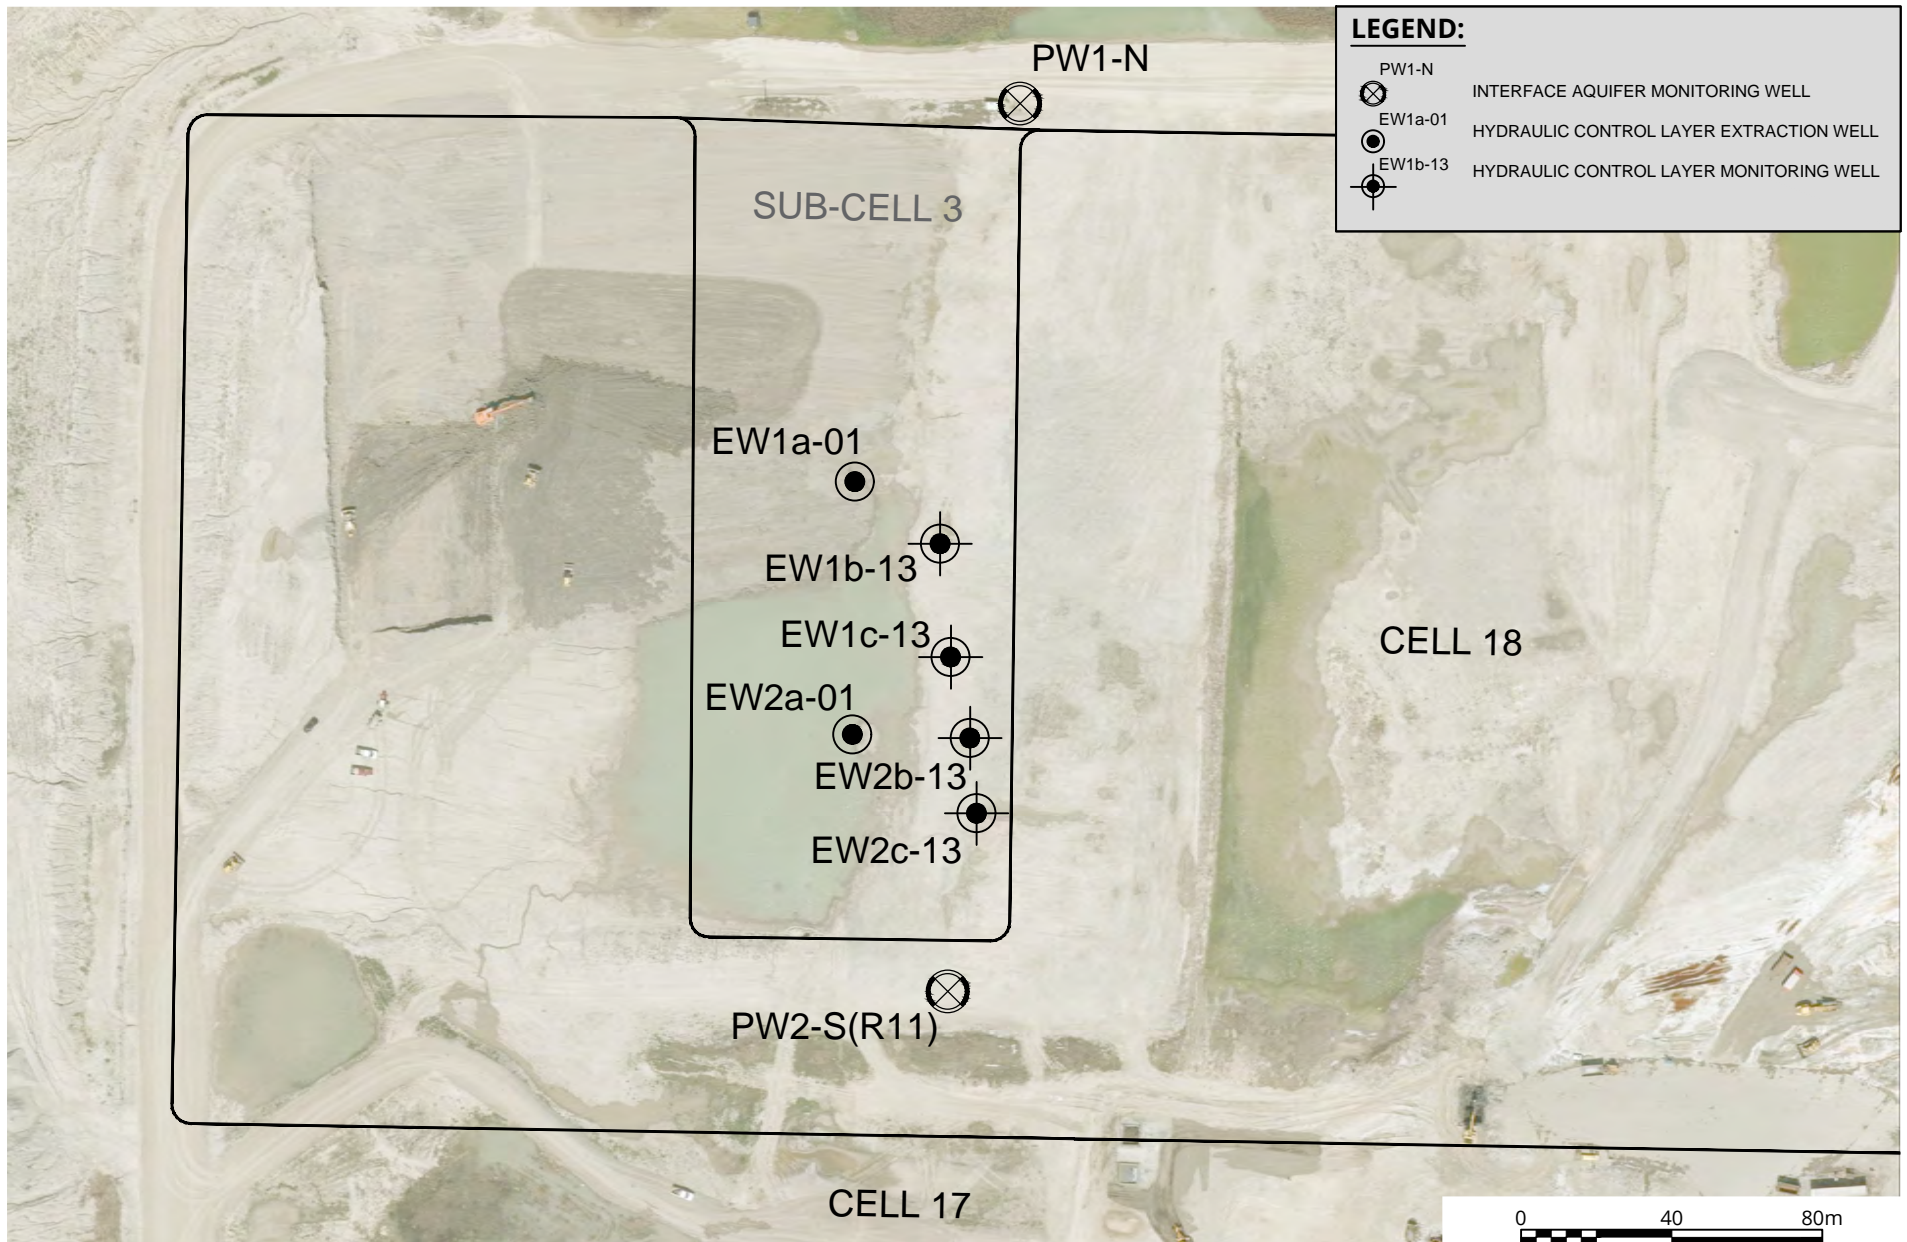 LEGEND:
PW1-N
INTERFACE AQUIFER MONITORING WELL
EW1a-01
HYDRAULIC CONTROL LAYER EXTRACTION WELL
EW1b-13
HYDRAULIC CONTROL LAYER MONITORING WELL
PW1-N
SUB-CELL 3
EW1a-01
EW1b-13
EW1c-13
CELL 18
EW2a-01
EW2b-13
EW2c-13
PW2-S(R11)
CELL 17
0 40 80m